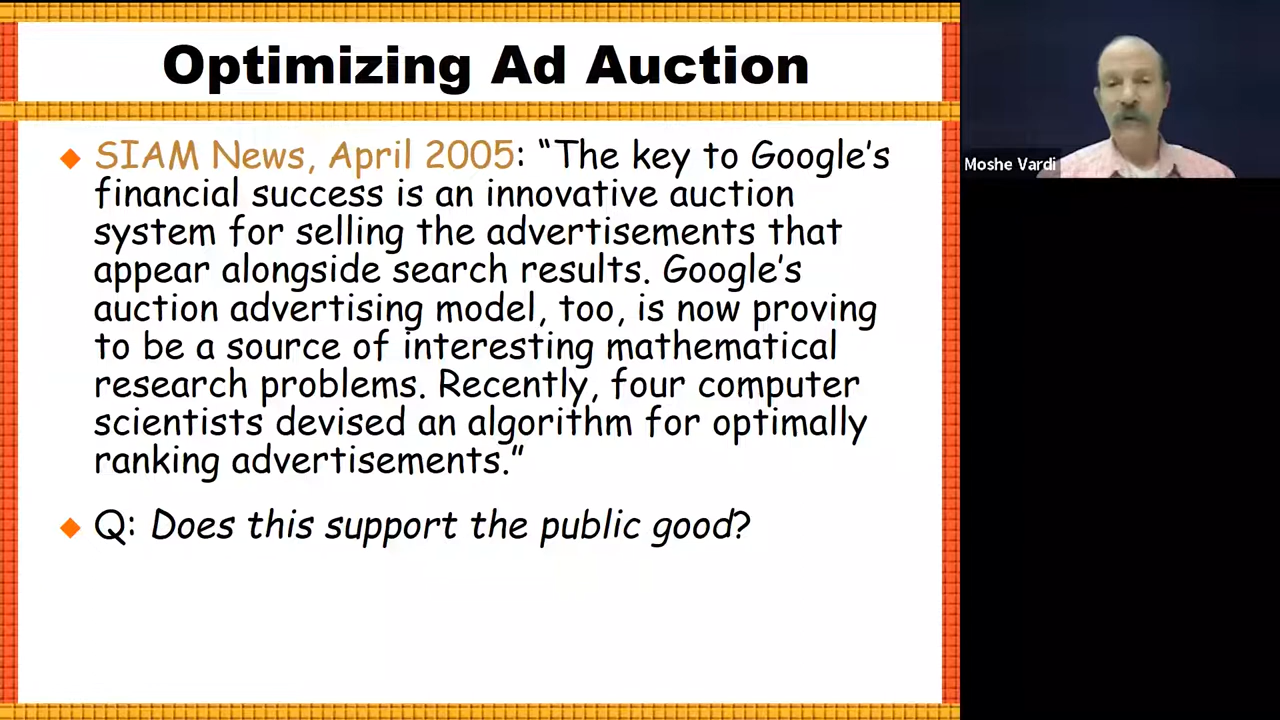 Optimizing Ad Auction
SIAM News, April 2005: “The key to Google’s
financial success is an innovative auction
system for selling the advertisements that
appear alongside search results. Google’s
auction advertising model, too, is now proving
to be a source of interesting mathematical
research problems. Recently, four computer
scientists devised an algorithm for optimally
ranking advertisements.”
Q: Does this support the public good?
Moshe Vardi